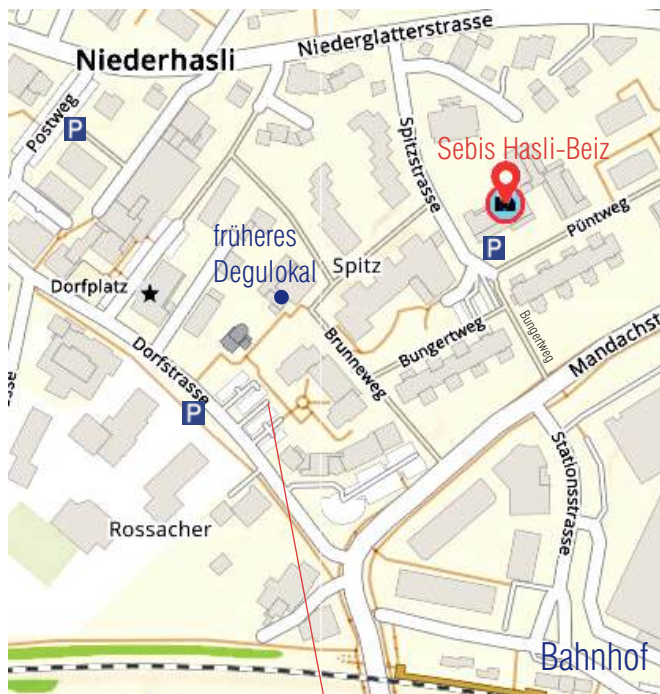 Niederglatterstrasse
Niederhasli
Postweg
P
Spitzstrasse
Sebis Hasli-Beiz
Püntweg
P
früheres
Degulokal
Spitz
Dorfplatz
Dorfstrasse
Brunneweg
Bungertweg
Bungertweg
Mandachst
P
Stationsstrasse
Rossacher
Bahnhof
sse